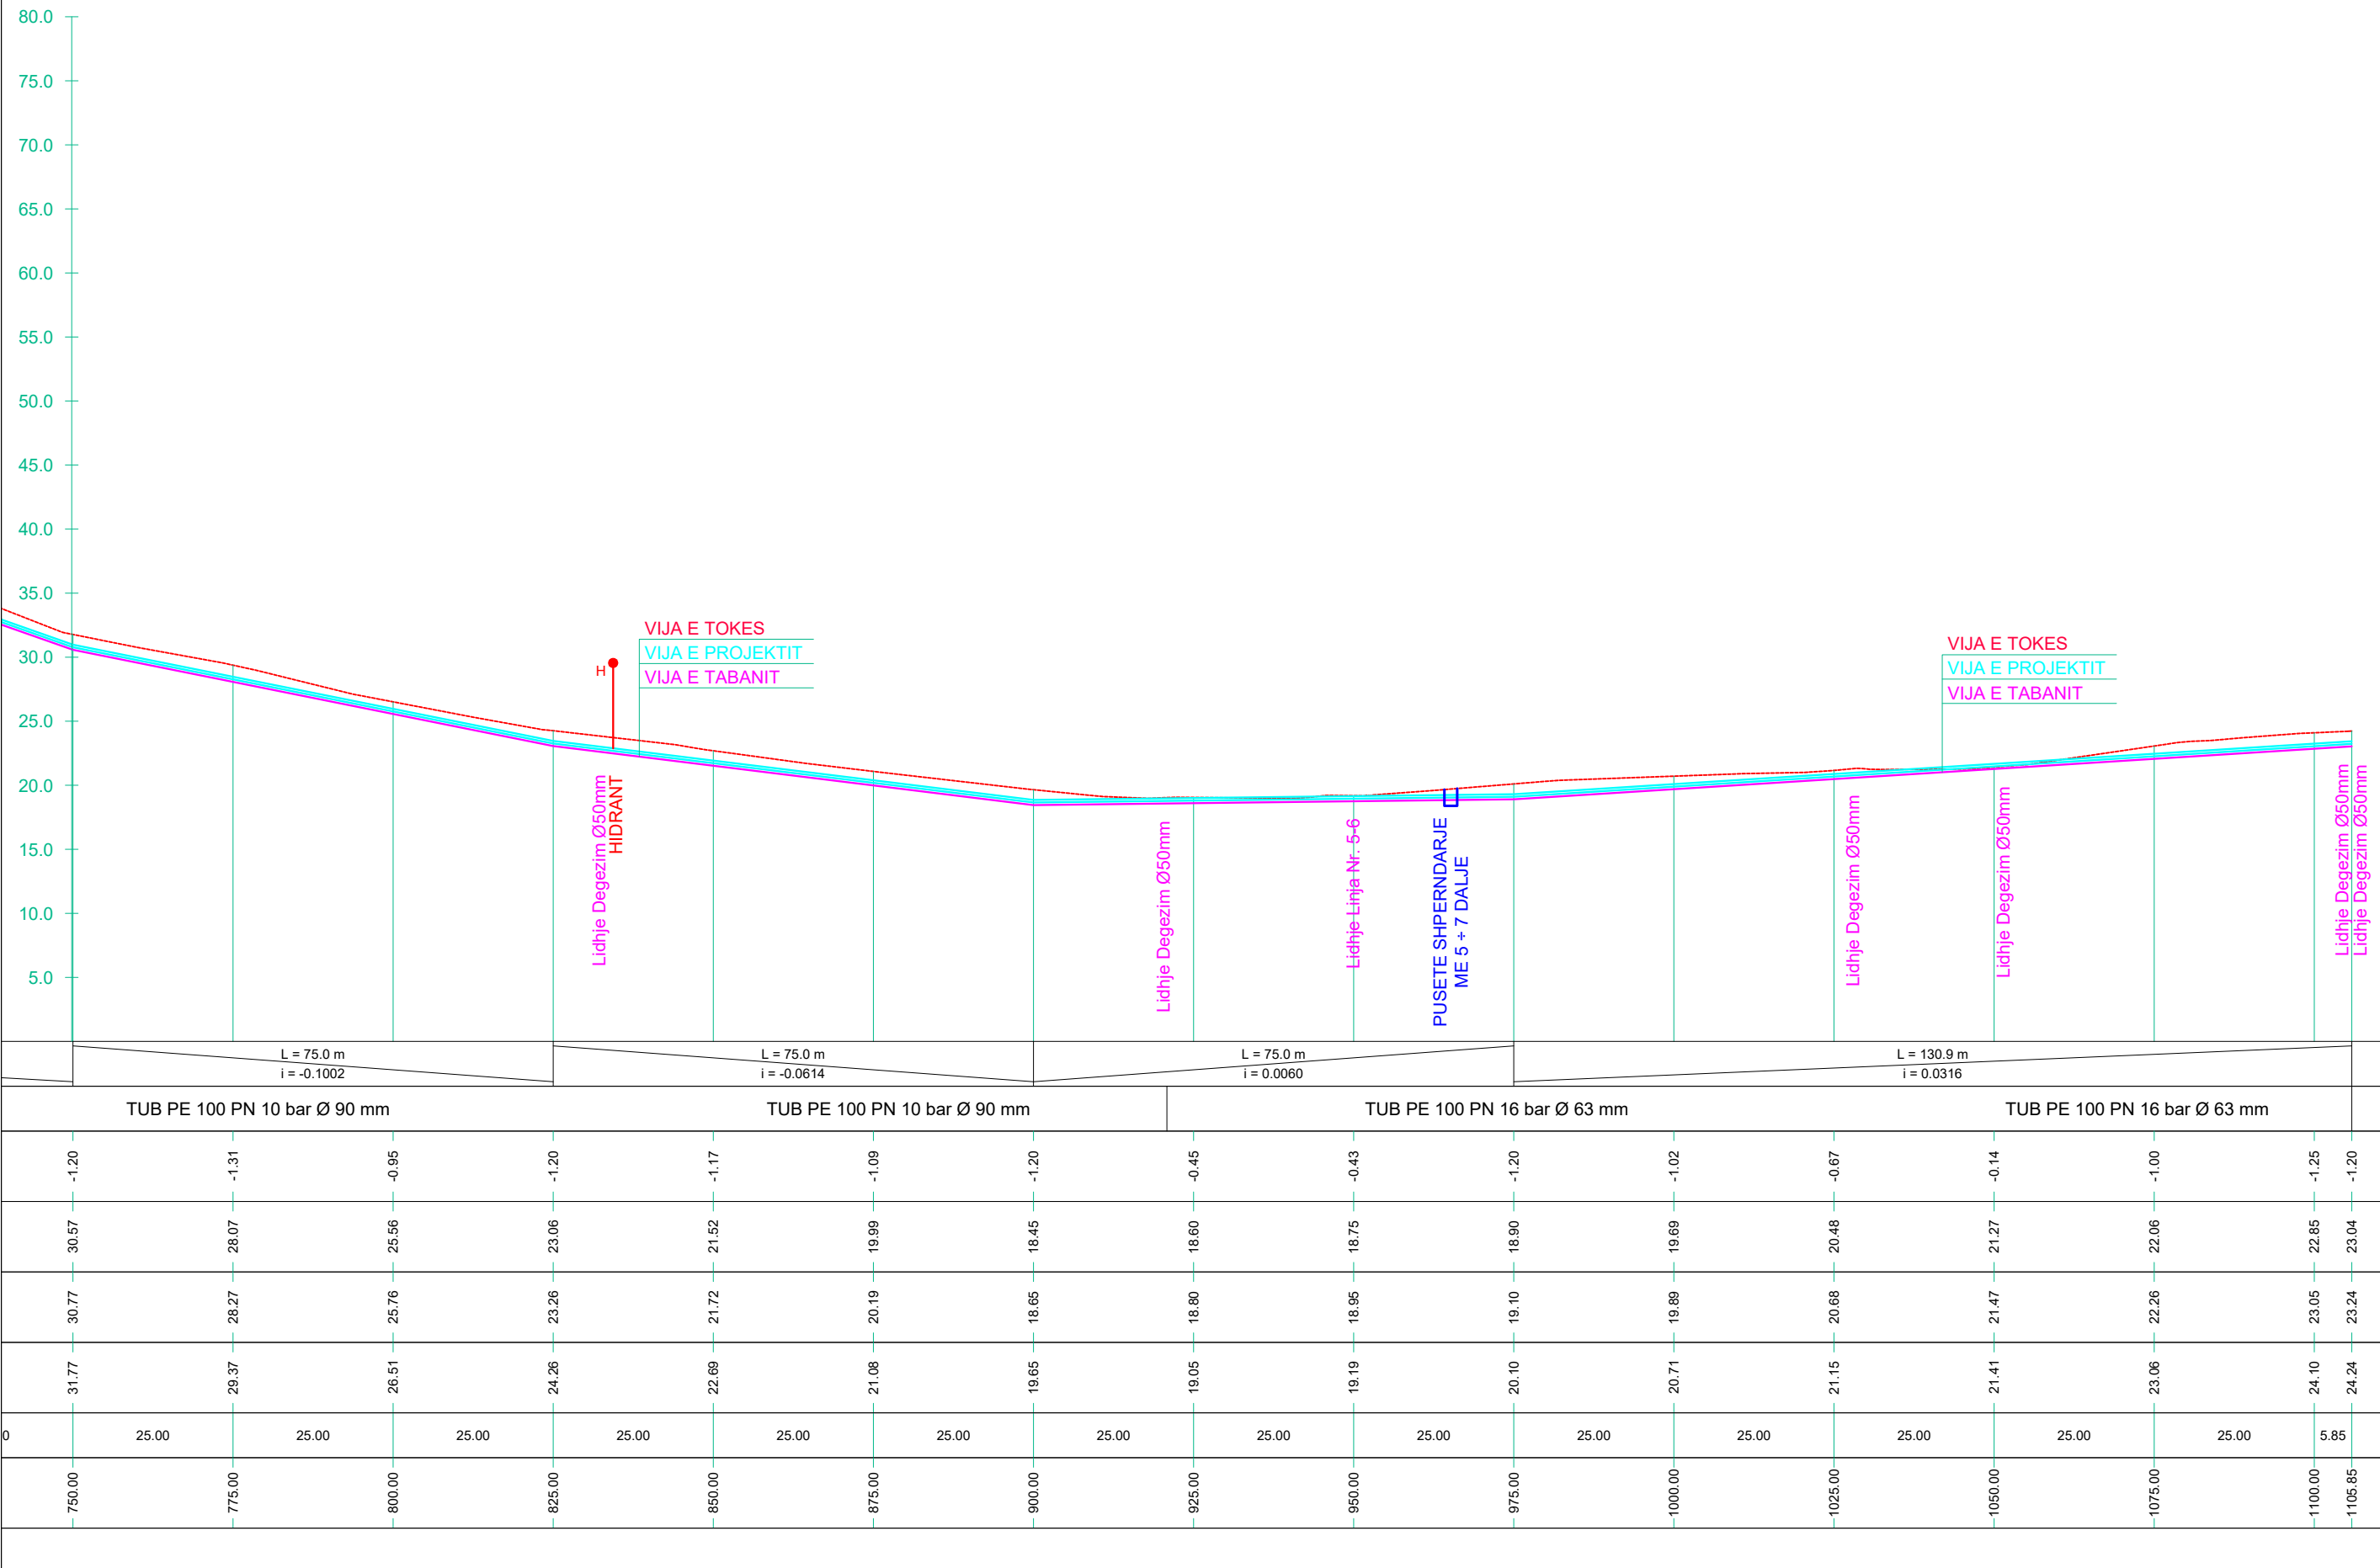 80.0
75.0
70.0
65.0
60.0
55.0
50.0
45.0
40.0
35.0
30.0
25.0
20.0
15.0
10.0
5.0
VIJA E TOKES
VIJA E PROJEKTIT
VIJA E TABANIT
H
VIJA E TOKES
VIJA E PROJEKTIT
VIJA E TABANIT
Lidhje Degezim Ø50mm
HIDRANT
Lidhje Degezim Ø50mm
Lidhje Linja Nr. 5-6
PUSETE SHPERNDARJE
ME 5 ÷ 7 DALJE
Lidhje Degezim Ø50mm
Lidhje Degezim Ø50mm
Lidhje Degezim Ø50mm
Lidhje Degezim Ø50mm
L = 75.0 m
i = -0.1002
L = 75.0 m
i = -0.0614
L = 75.0 m
i = 0.0060
L = 130.9 m
i = 0.0316
TUB PE 100 PN 10 bar Ø 90 mm
TUB PE 100 PN 10 bar Ø 90 mm
TUB PE 100 PN 16 bar Ø 63 mm
TUB PE 100 PN 16 bar Ø 63 mm
-1.20 -1.31 -0.95 -1.20 -1.17 -1.09 -1.20 -0.45 -0.43 -1.20 -1.02 -0.67 -0.14 -1.00 -1.25 -1.20
30.57 28.07 25.56 23.06 21.52 19.99 18.45 18.60 18.75 18.90 19.69 20.48 21.27 22.06 22.85 23.04
30.77 28.27 25.76 23.26 21.72 20.19 18.65 18.80 18.95 19.10 19.89 20.68 21.47 22.26 23.05 23.24
31.77 29.37 26.51 24.26 22.69 21.08 19.65 19.05 19.19 20.10 20.71 21.15 21.41 23.06 24.10 24.24
0 25.00 25.00 25.00 25.00 25.00 25.00 25.00 25.00 25.00 25.00 25.00 25.00 25.00 25.00 5.85
750.00 775.00 800.00 825.00 850.00 875.00 900.00 925.00 950.00 975.00 1000.00 1025.00 1050.00 1075.00 1100.00 1105.85